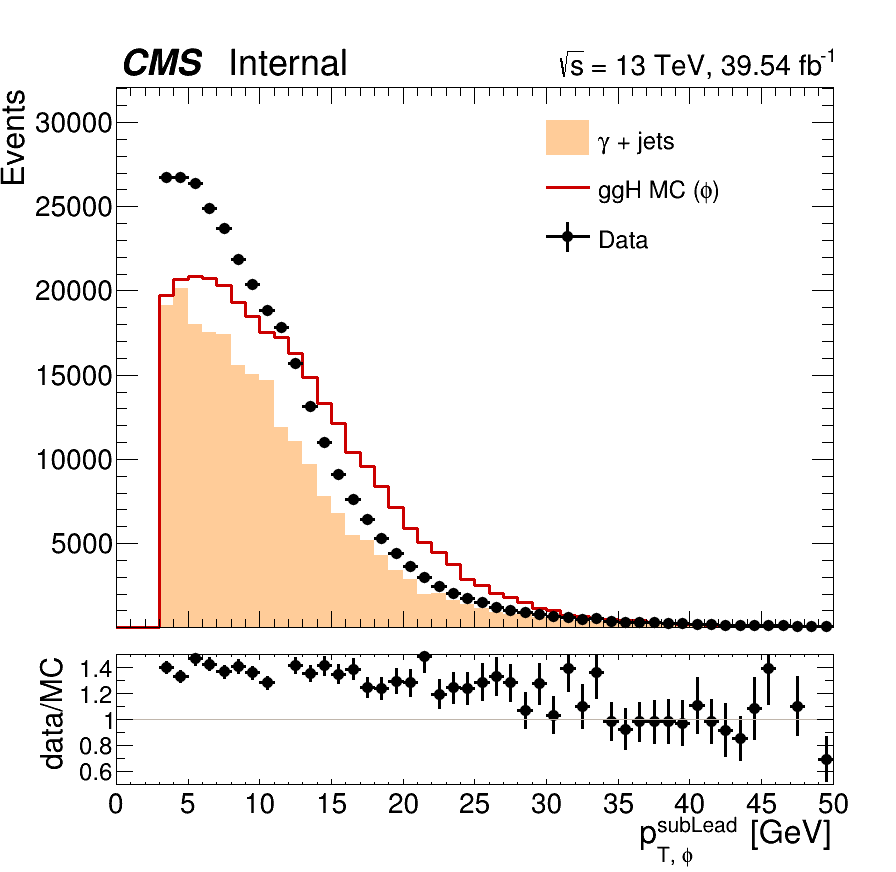 CMS Internal
√s = 13 TeV, 39.54 fb⁻¹
Events
30000
25000
20000
15000
10000
5000
γ + jets
ggH MC (ϕ)
Data
data/MC
1.4
1.2
1
0.8
0.6
0 5 10 15 20 25 30 35 40 45 50
p_{T, ϕ}^{subLead} [GeV]